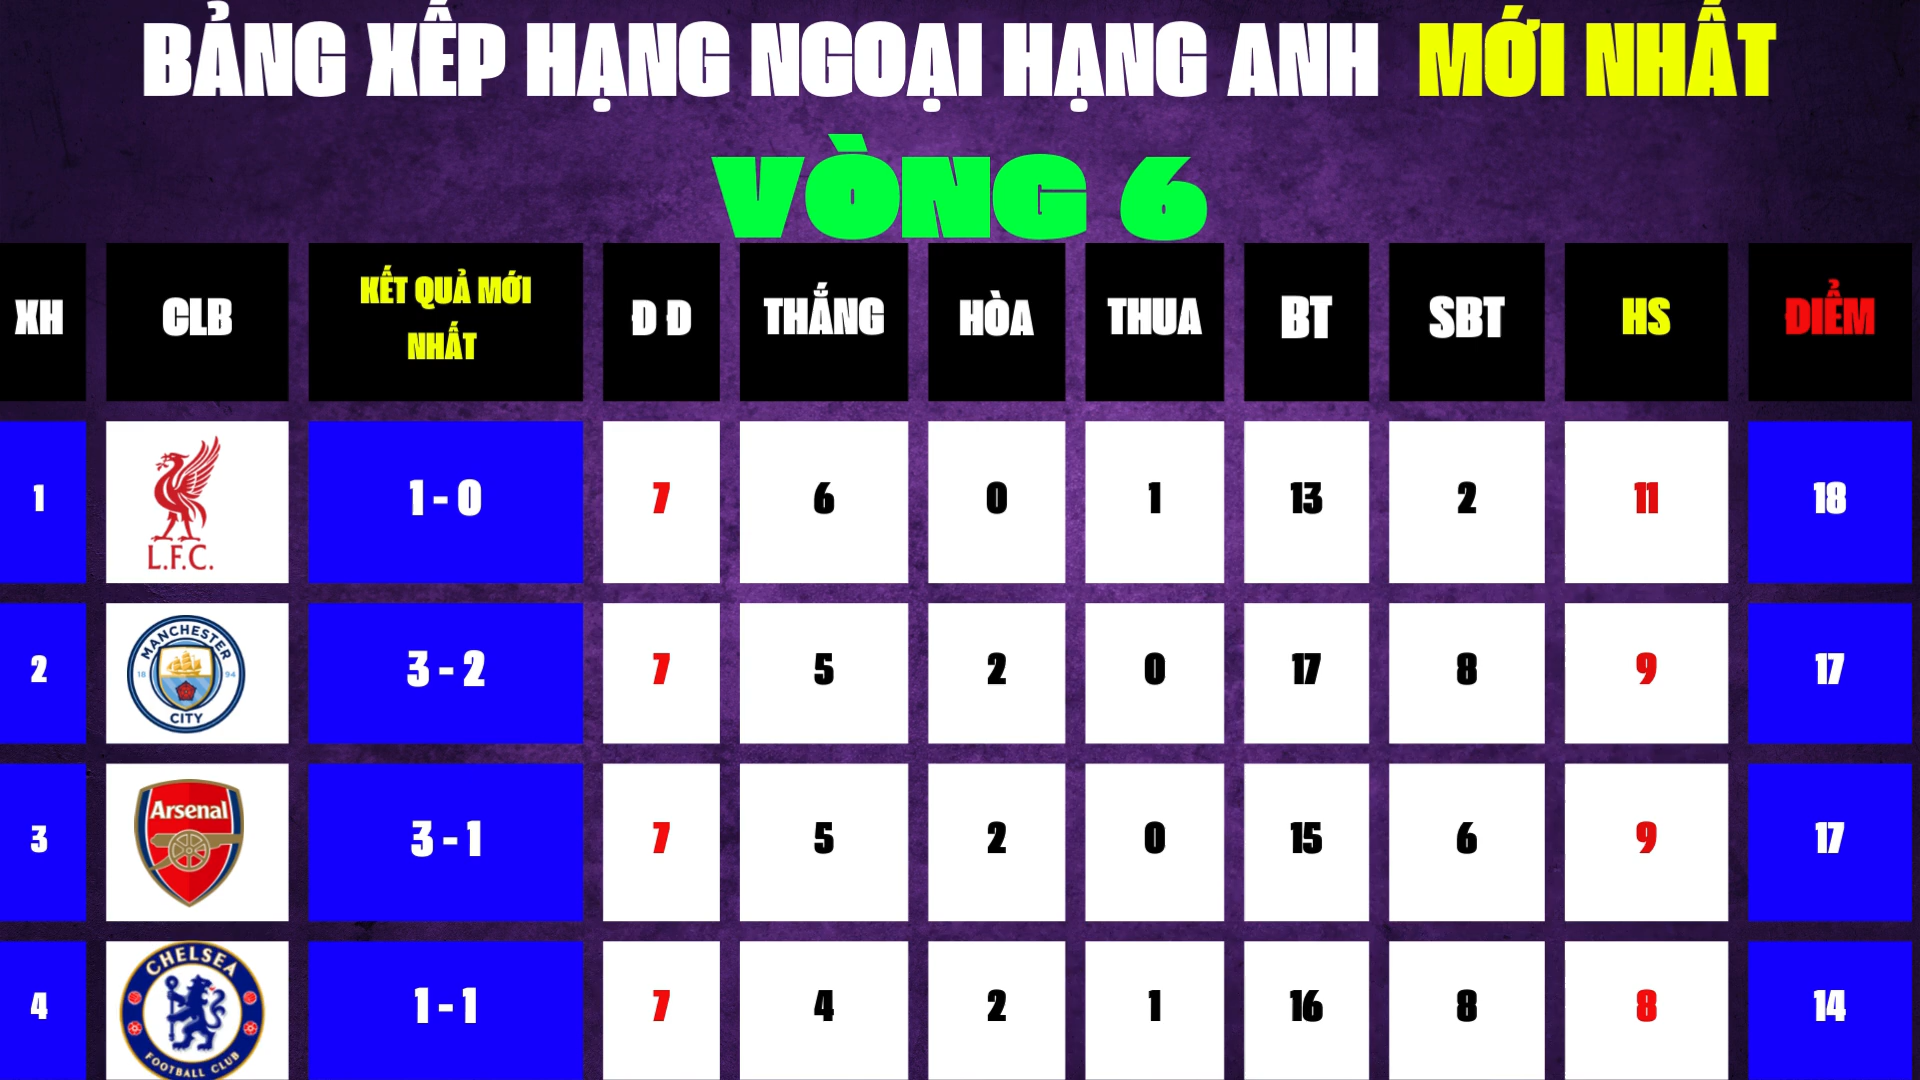 BẢNG XẾP HẠNG NGOẠI HẠNG ANH MỚI NHẤT
VÒNG 6
XH CLB KẾT QUẢ MỚI NHẤT Đ Đ THẮNG HÒA THUA BT SBT HS ĐIỂM
1 L.F.C. 1 - 0 7 6 0 1 13 2 11 18
2 MANCHESTER 18 94 CITY 3 - 2 7 5 2 0 17 8 9 17
3 Arsenal 3 - 1 7 5 2 0 15 6 9 17
4 CHELSEA FOOTBALL CLUB 1 - 1 7 4 2 1 16 8 8 14